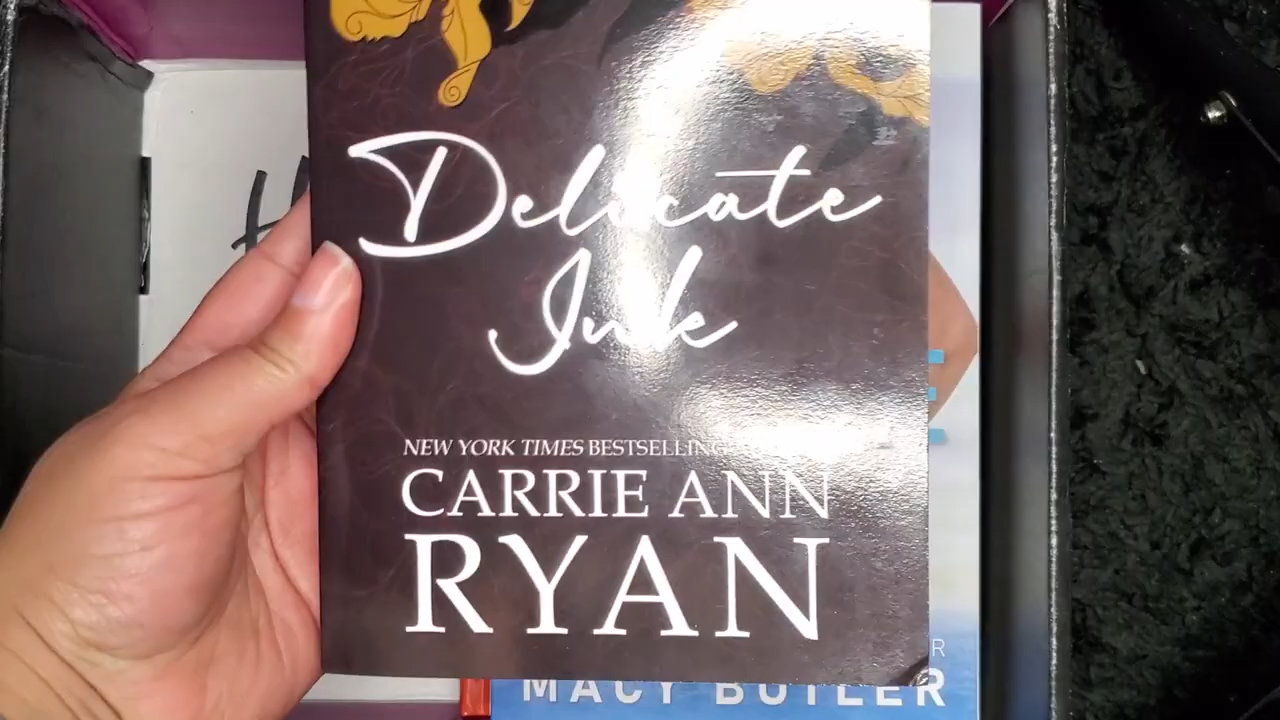 Delicate
Ink
NEW YORK TIMES BESTSELLING
CARRIE ANN
RYAN
E
R
MACY BUTLER